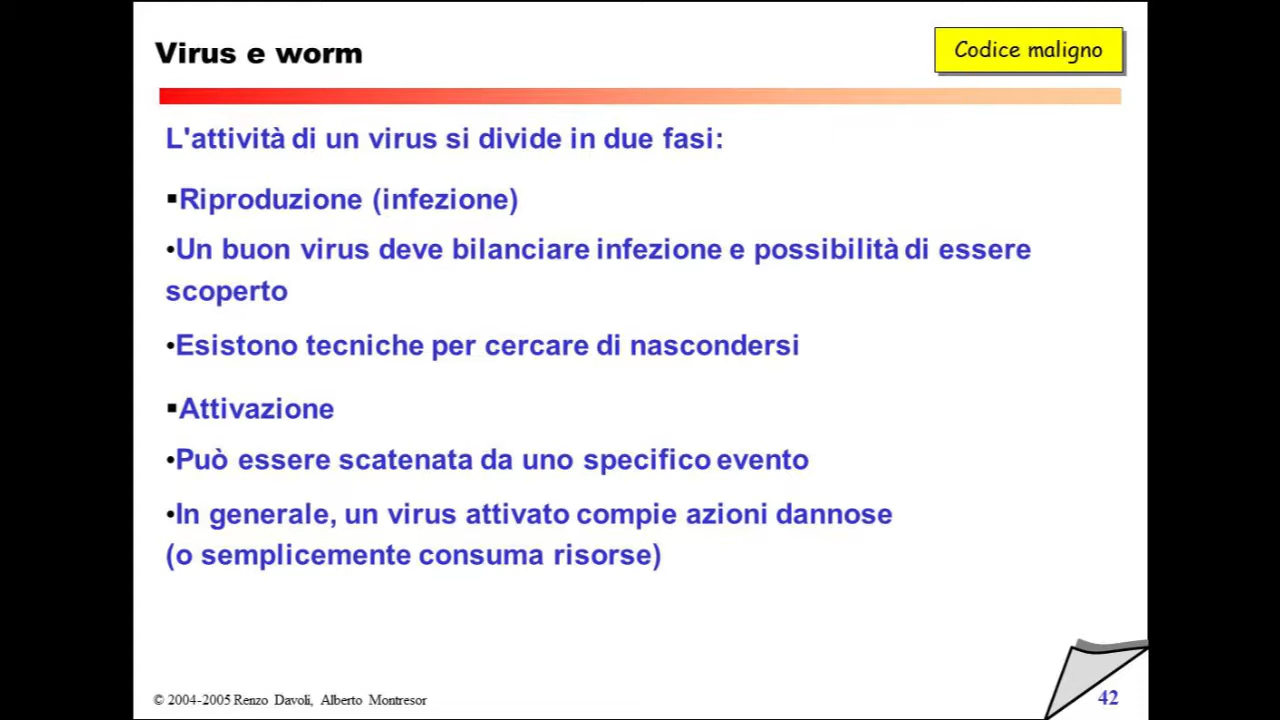 Virus e worm
Codice maligno
L'attività di un virus si divide in due fasi:
▪Riproduzione (infezione)
•Un buon virus deve bilanciare infezione e possibilità di essere
scoperto
•Esistono tecniche per cercare di nascondersi
▪Attivazione
•Può essere scatenata da uno specifico evento
•In generale, un virus attivato compie azioni dannose
(o semplicemente consuma risorse)
© 2004-2005 Renzo Davoli, Alberto Montresor
42